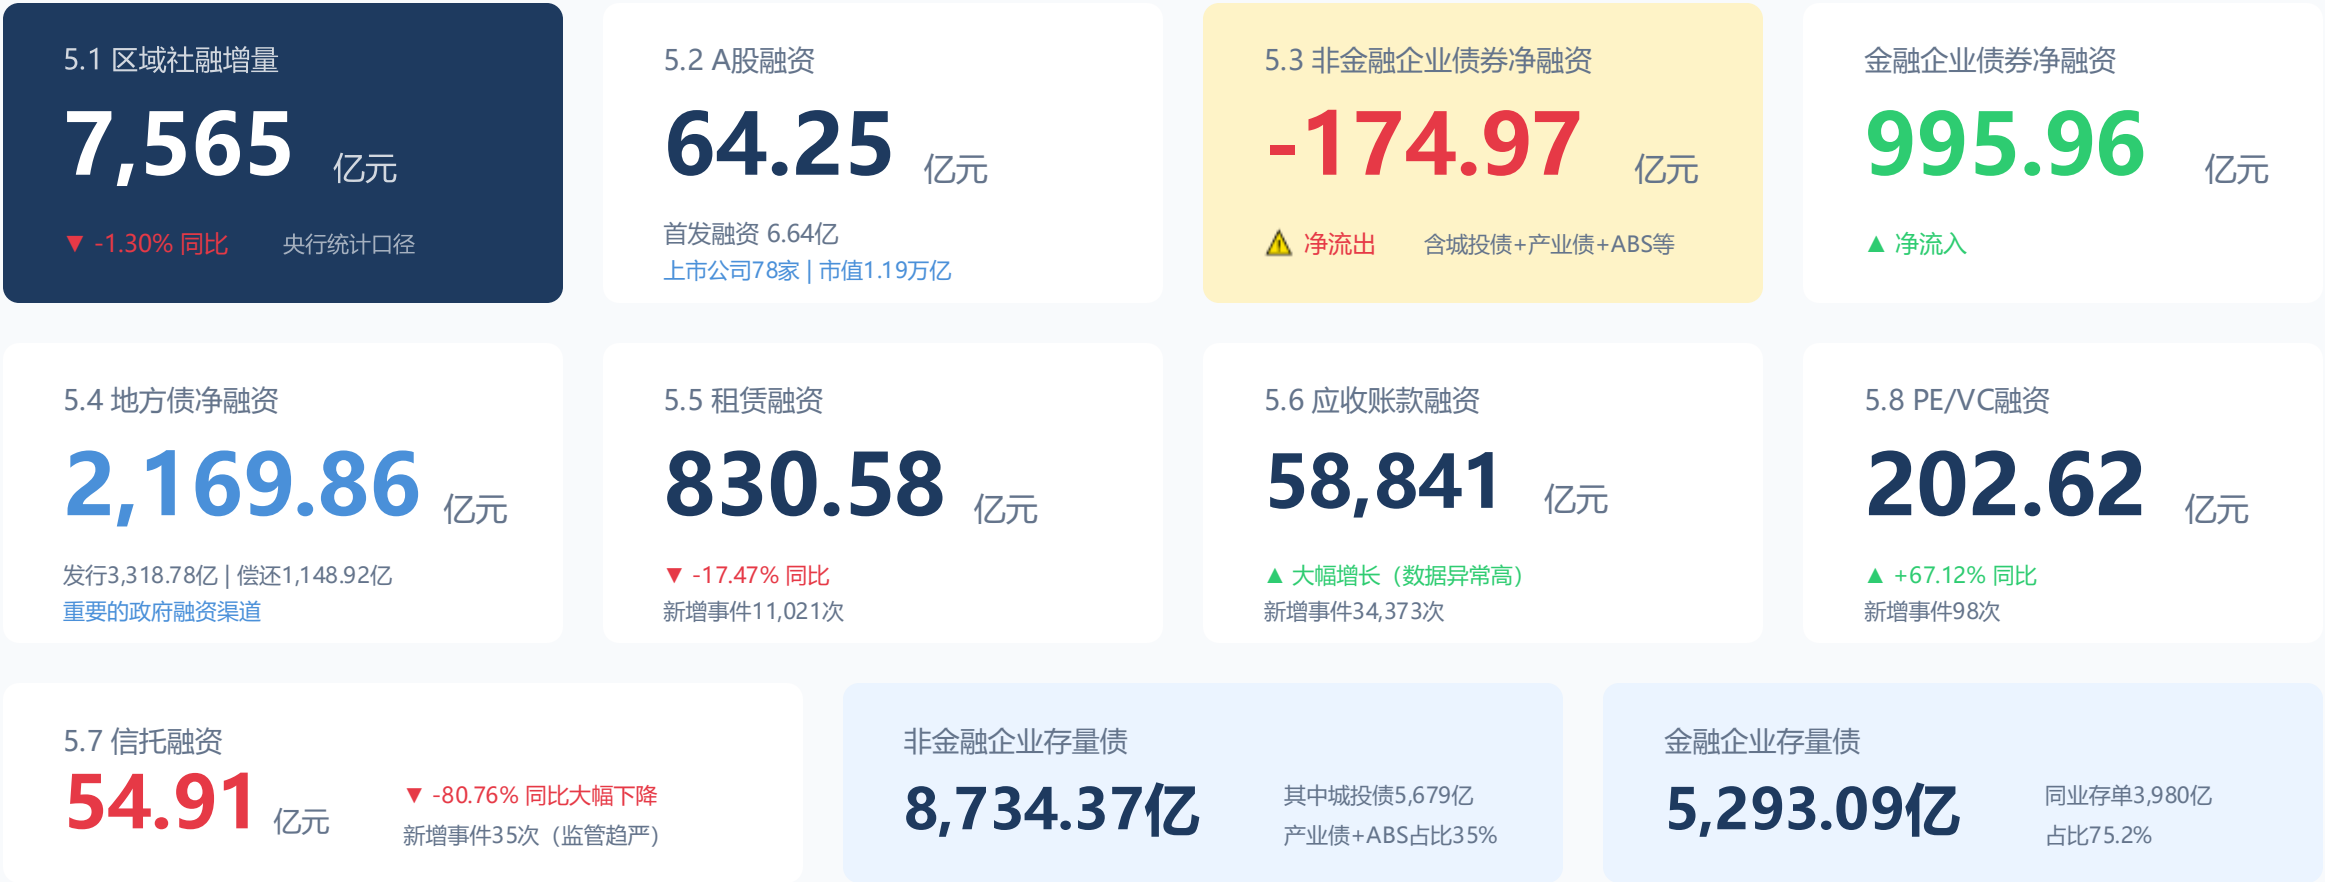 5.1 区域社融增量
7,565 亿元
▼ -1.30% 同比 央行统计口径
5.2 A股融资
64.25 亿元
首发融资 6.64亿
上市公司78家 | 市值1.19万亿
5.3 非金融企业债券净融资
-174.97 亿元
⚠ 净流出 含城投债+产业债+ABS等
金融企业债券净融资
995.96 亿元
▲ 净流入
5.4 地方债净融资
2,169.86 亿元
发行3,318.78亿 | 偿还1,148.92亿
重要的政府融资渠道
5.5 租赁融资
830.58 亿元
▼ -17.47% 同比
新增事件11,021次
5.6 应收账款融资
58,841 亿元
▲ 大幅增长（数据异常高）
新增事件34,373次
5.8 PE/VC融资
202.62 亿元
▲ +67.12% 同比
新增事件98次
5.7 信托融资
54.91 亿元
▼ -80.76% 同比大幅下降
新增事件35次（监管趋严）
非金融企业存量债
8,734.37亿
其中城投债5,679亿
产业债+ABS占比35%
金融企业存量债
5,293.09亿
同业存单3,980亿
占比75.2%